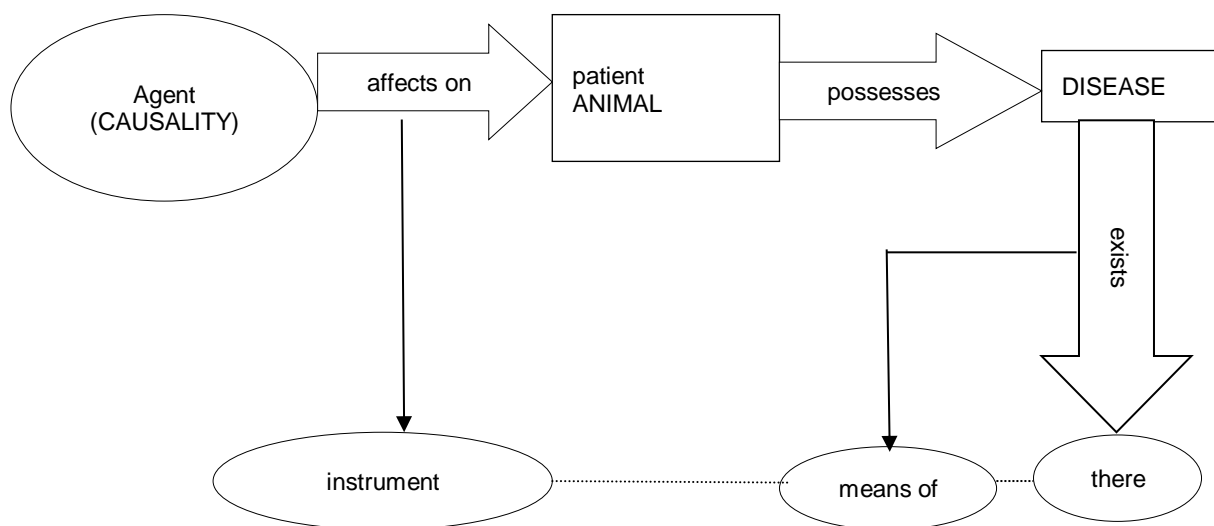 Agent
(CAUSALITY)
affects on
patient
ANIMAL
possesses
DISEASE
exists
instrument
means of
there